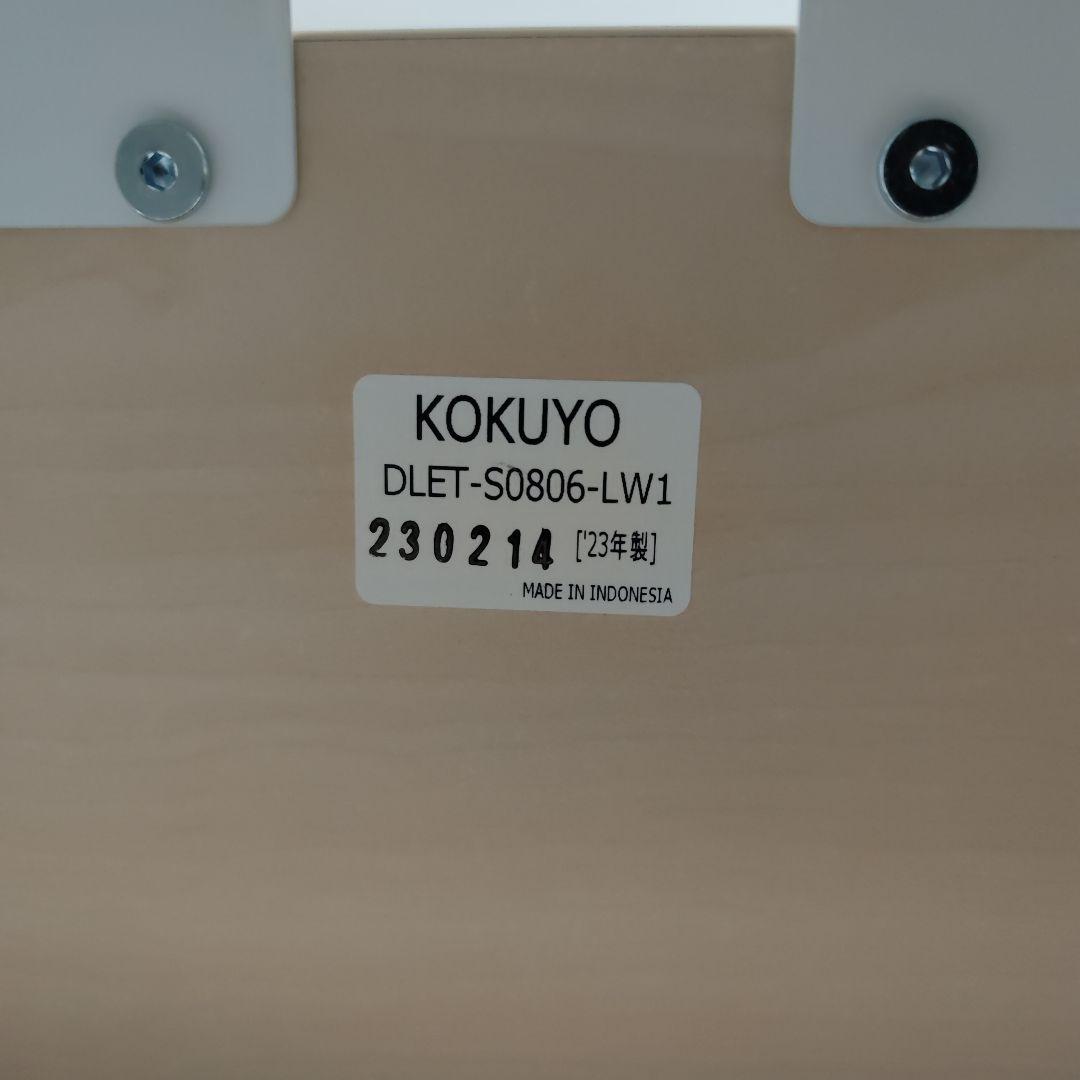 KOKUYO
DLET-S0806-LW1
230214 ['23年製]
MADE IN INDONESIA